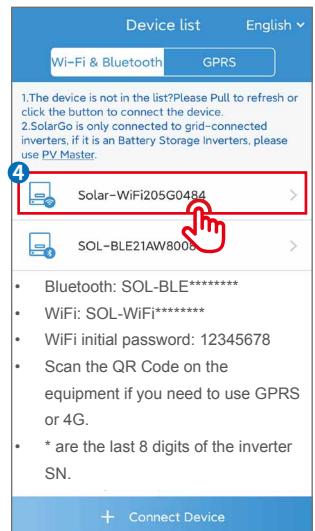 Device list English
Wi-Fi & Bluetooth GPRS
1.The device is not in the list?Please Pull to refresh or
click the button to connect the device.
2.SolarGo is only connected to grid-connected
inverters, if it is an Battery Storage Inverters, please
use PV Master.
4
Solar-WiFi205G0484
SOL-BLE21AW8008
• Bluetooth: SOL-BLE********
• WiFi: SOL-WiFi********
• WiFi initial password: 12345678
• Scan the QR Code on the
equipment if you need to use GPRS
or 4G.
• * are the last 8 digits of the inverter
SN.
+ Connect Device